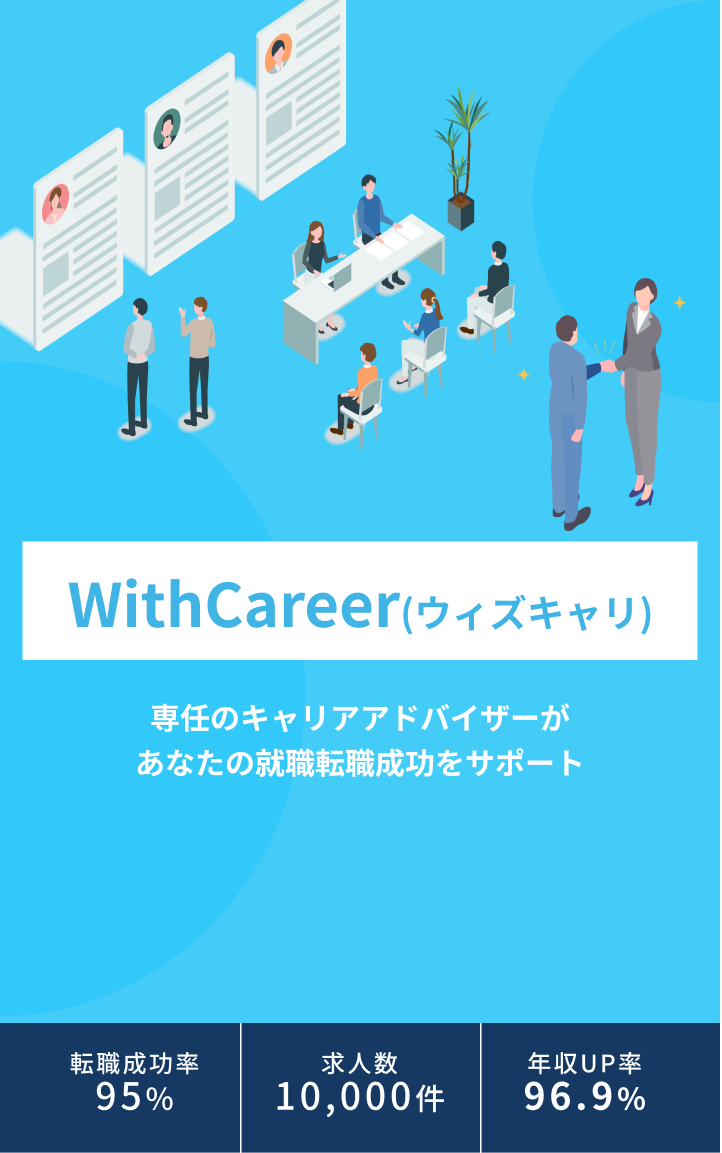 WithCareer(ウィズキャリ)
専任のキャリアアドバイザーが
あなたの就職転職成功をサポート
転職成功率
95%
求人数
10,000件
年収UP率
96.9%